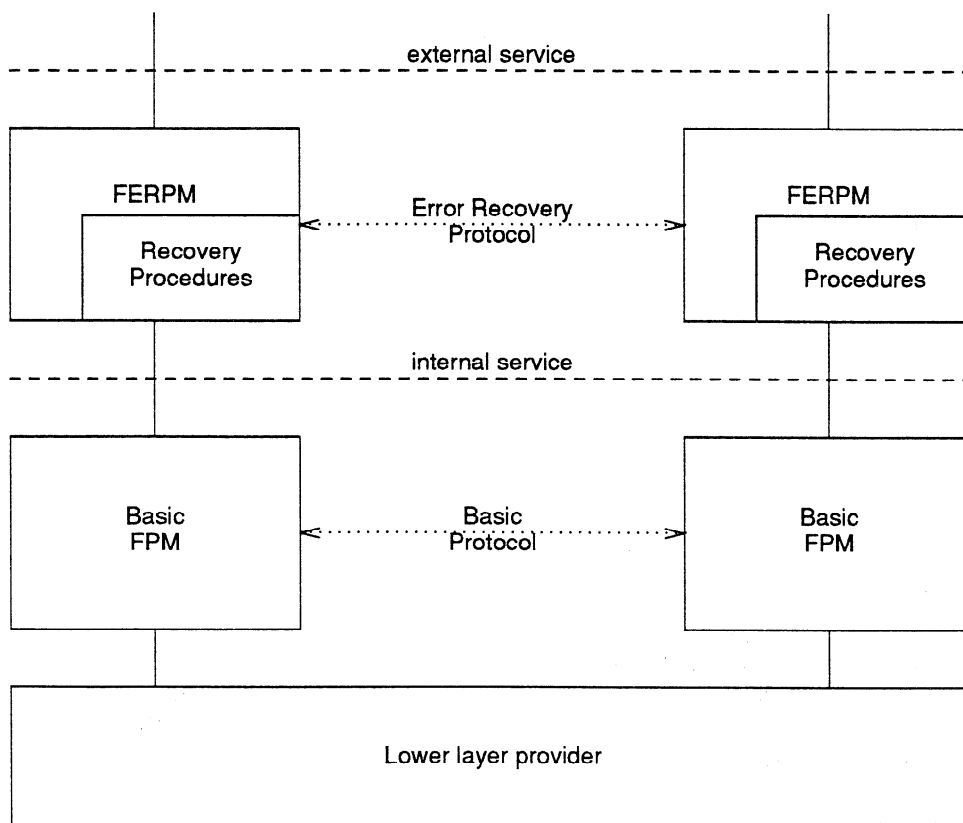 external service
FERPM
Recovery
Procedures
Error Recovery
Protocol
FERPM
Recovery
Procedures
internal service
Basic
FPM
Basic
Protocol
Basic
FPM
Lower layer provider